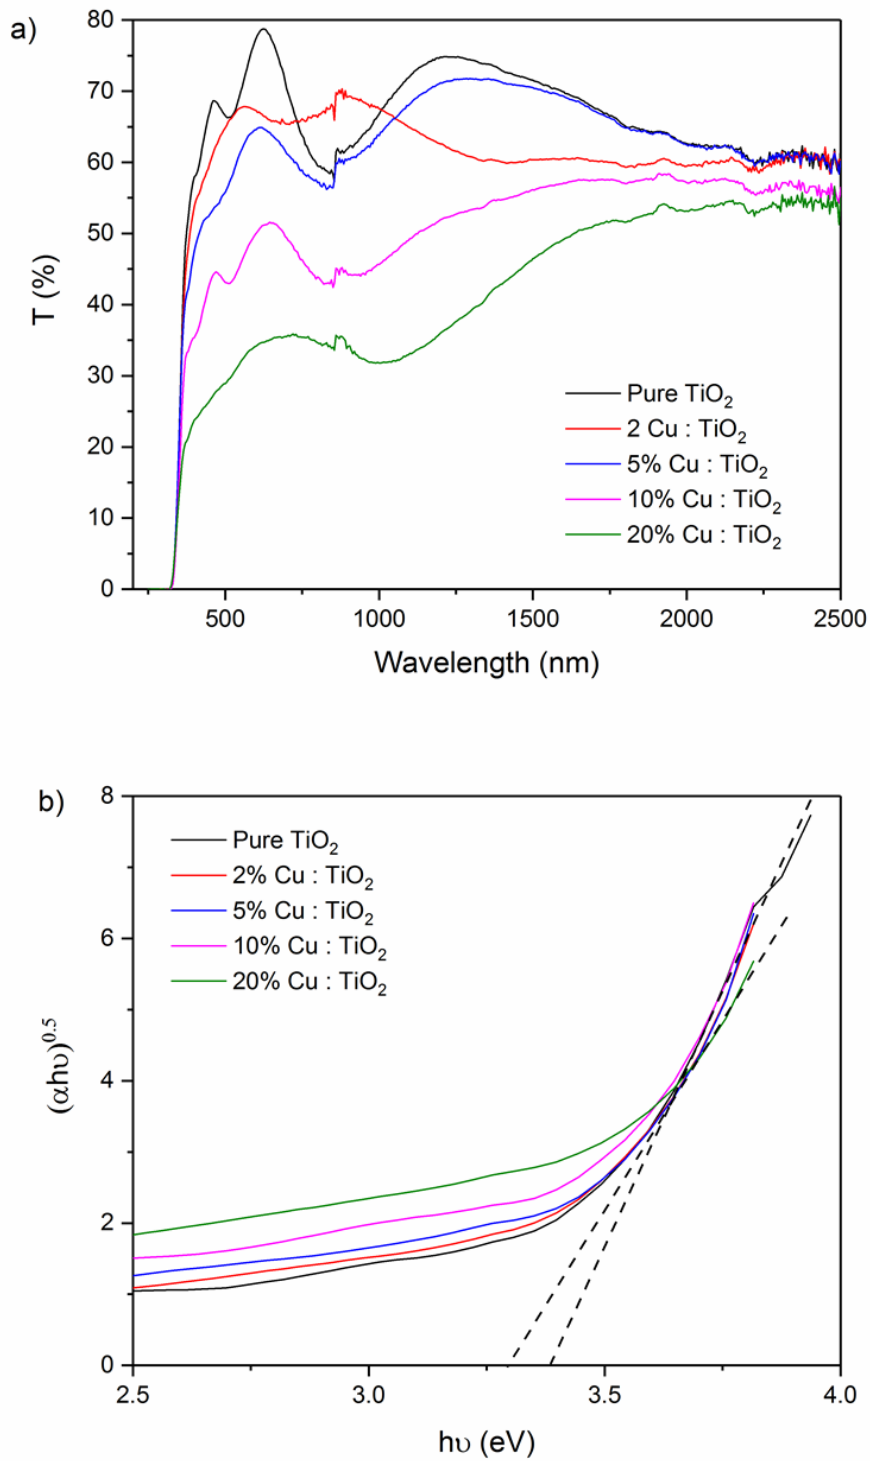 a)
80
70
60
50
40
30
20
10
0
T (%)
Pure TiO₂
2 Cu : TiO₂
5% Cu : TiO₂
10% Cu : TiO₂
20% Cu : TiO₂
500 1000 1500 2000 2500
Wavelength (nm)
b)
8
6
4
2
0
(αhυ)^0.5
Pure TiO₂
2% Cu : TiO₂
5% Cu : TiO₂
10% Cu : TiO₂
20% Cu : TiO₂
2.5 3.0 3.5 4.0
hυ (eV)